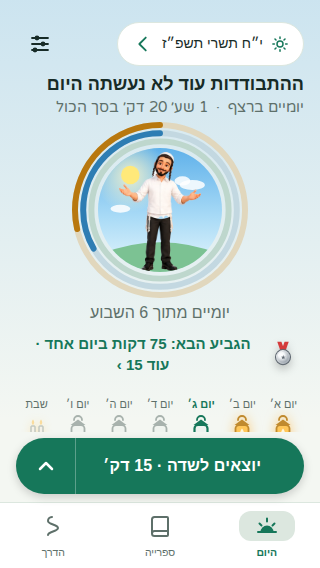 י״ח תשרי תשפ״ז
ההתבודדות עוד לא נעשתה היום
יומיים ברצף · 1 שע׳ 20 דק׳ בסך הכול
יומיים מתוך 6 השבוע
הגביע הבא: 75 דקות ביום אחד ·
עוד 15 ›
יום א׳ יום ב׳ יום ג׳ יום ד׳ יום ה׳ יום ו׳ שבת
יוצאים לשדה · 15 דק׳
היום ספרייה הדרך